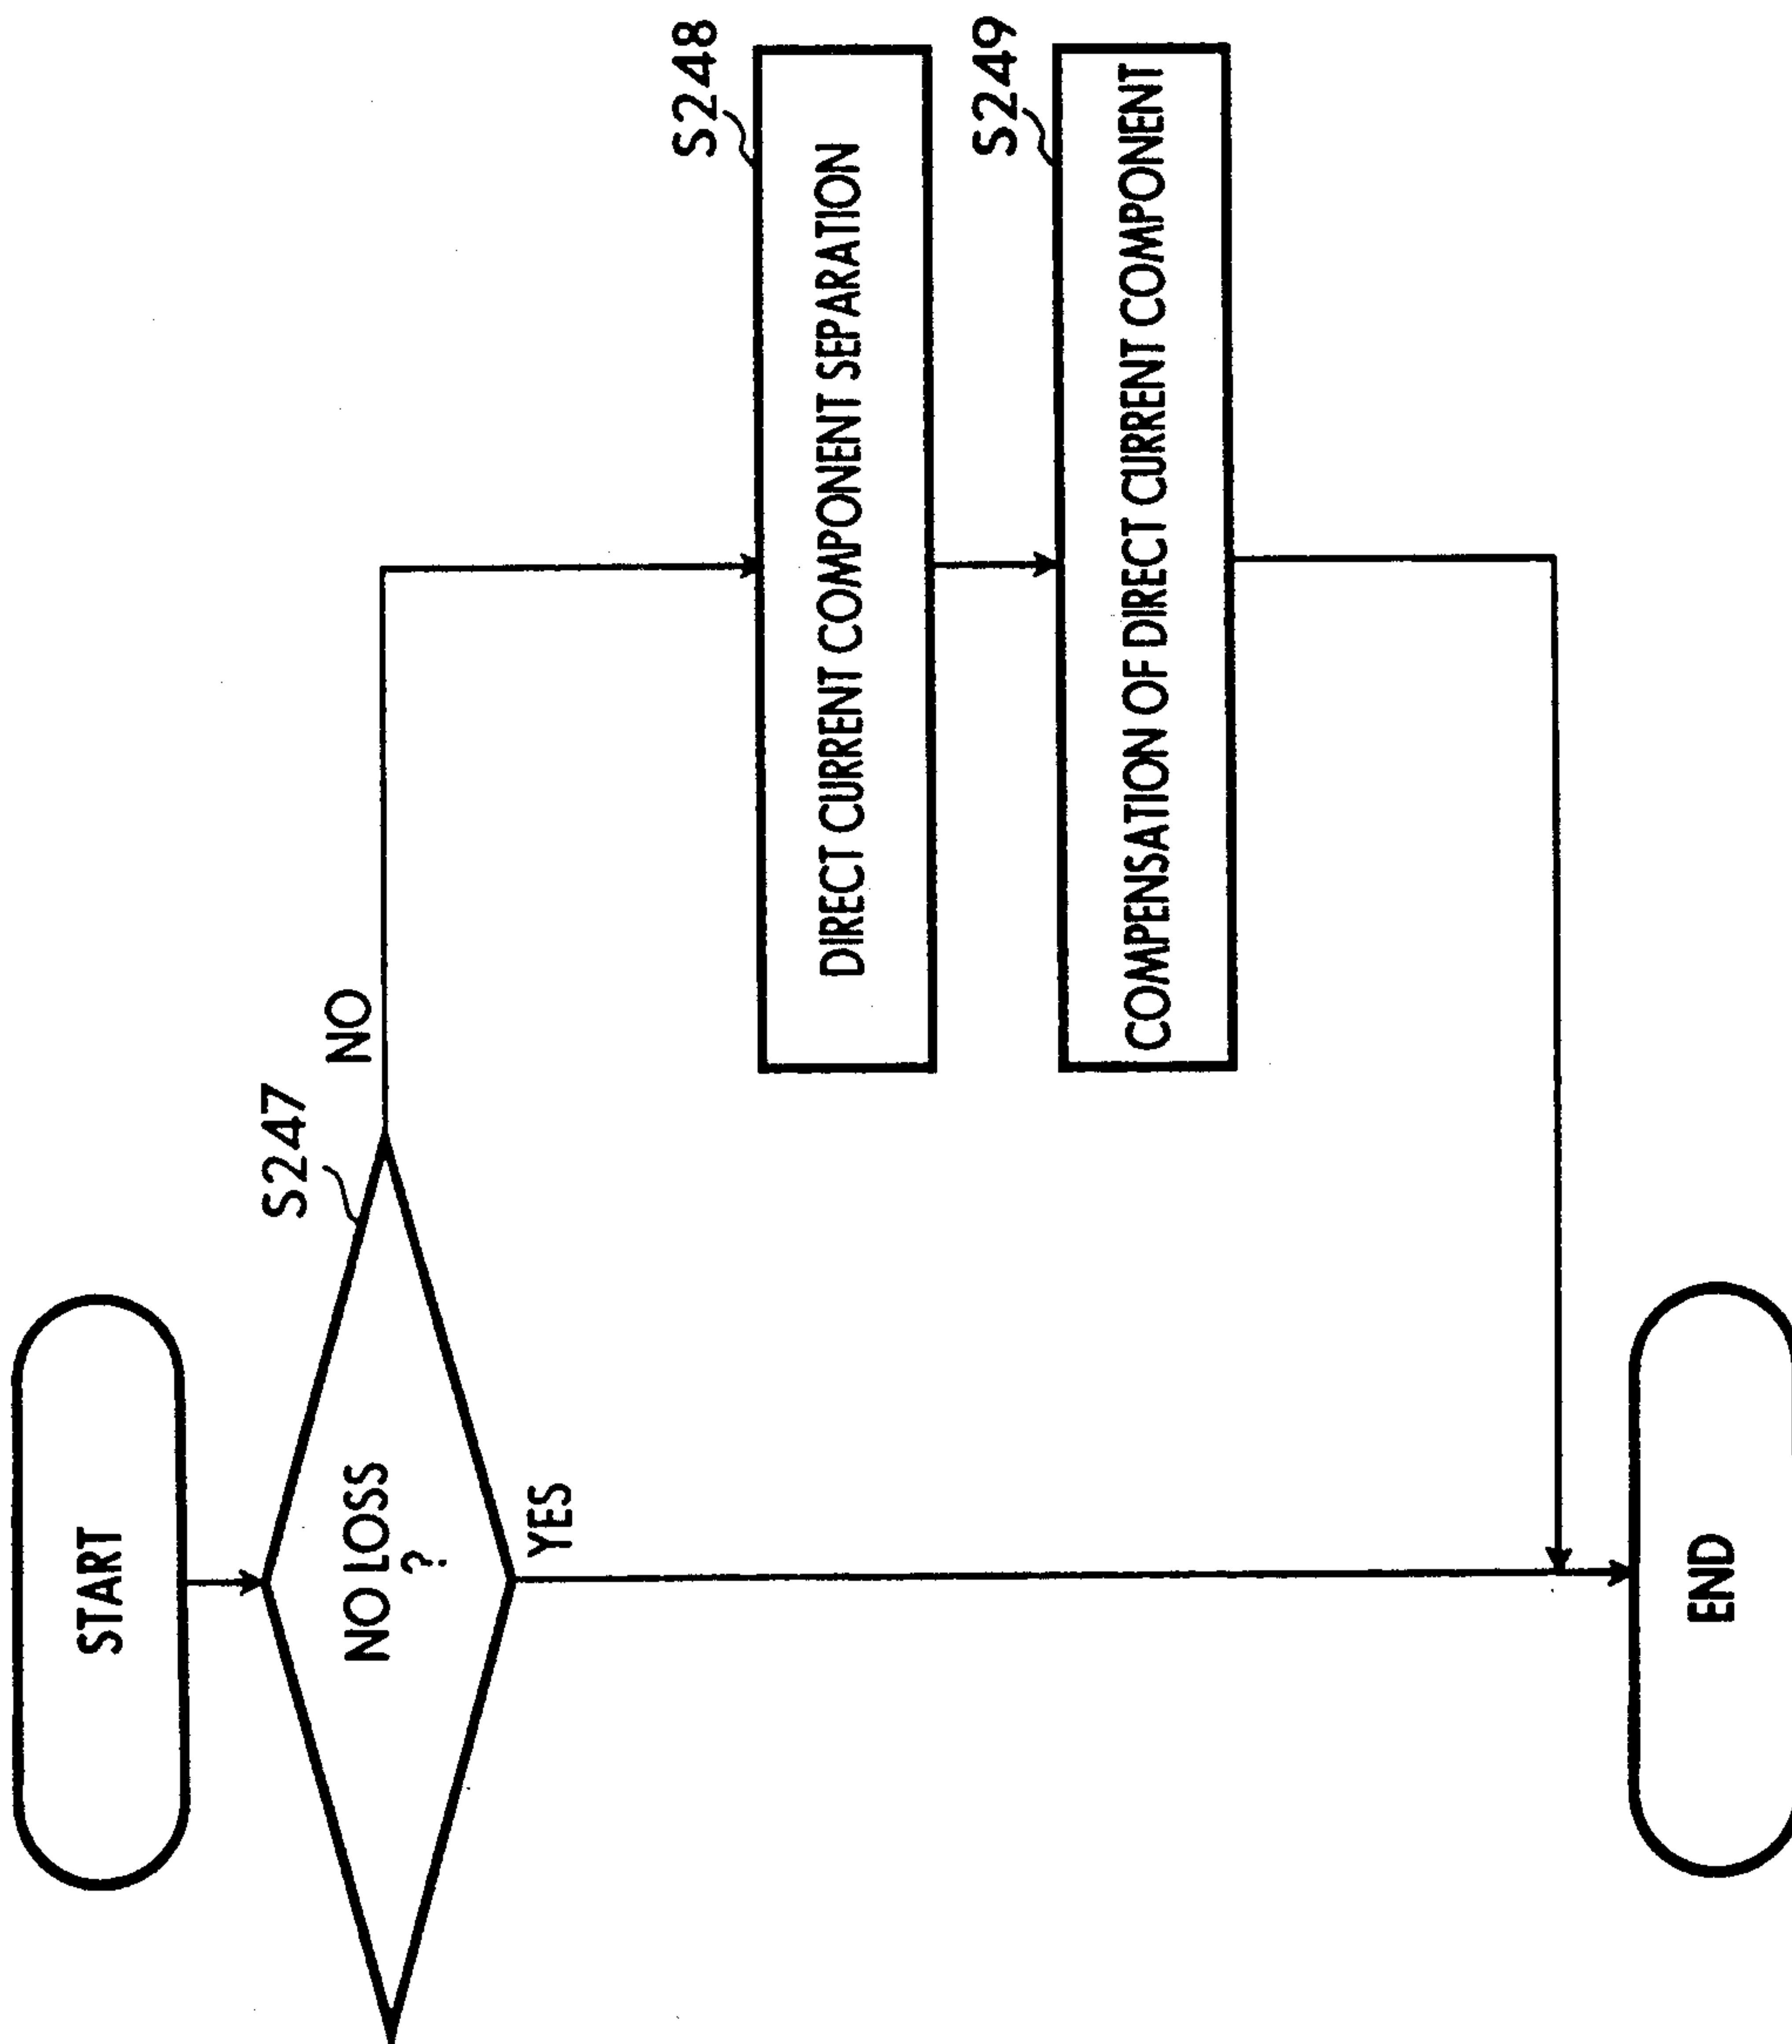 START
S247
NO LOSS
?
NO
YES
S248
DIRECT CURRENT COMPONENT SEPARATION
S249
COMPENSATION OF DIRECT CURRENT COMPONENT
END